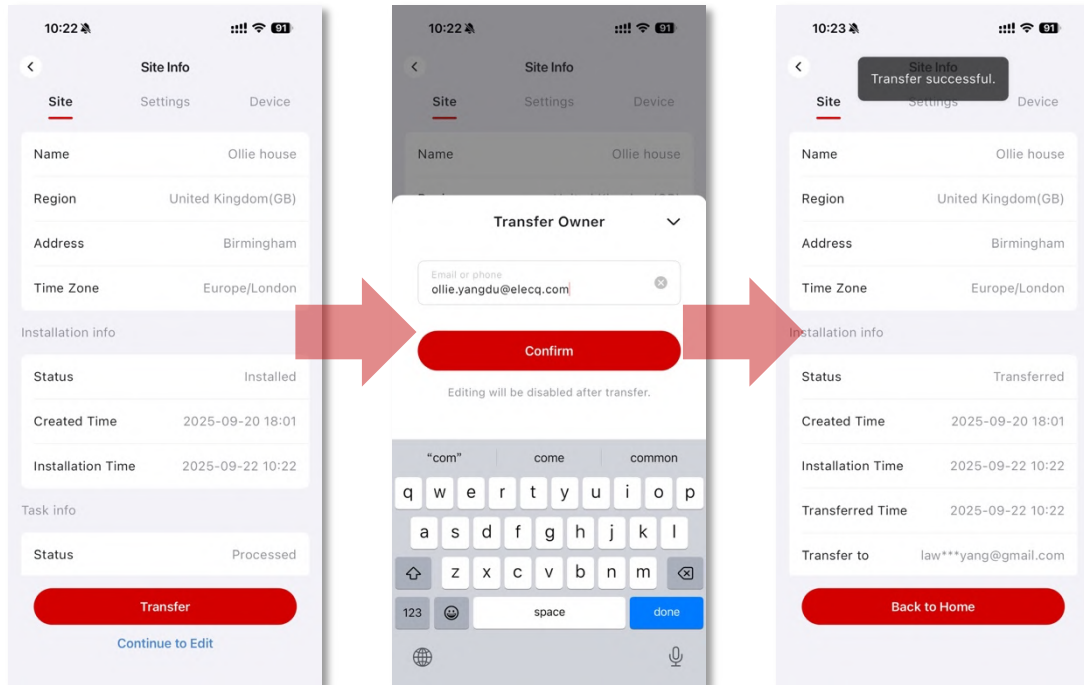 10:22
91
Site Info
Site Settings Device
Name Ollie house
Region United Kingdom(GB)
Address Birmingham
Time Zone Europe/London
Installation info
Status Installed
Created Time 2025-09-20 18:01
Installation Time 2025-09-22 10:22
Task info
Status Processed
Transfer
Continue to Edit
10:22
91
Site Info
Site Settings Device
Name Ollie house
Transfer Owner
Email or phone
ollie.yangdu@elecq.com
Confirm
Editing will be disabled after transfer.
“com” come common
q w e r t y u i o p
a s d f g h j k l
z x c v b n m
123 space done
10:23
91
Site Info
Transfer successful.
Site Settings Device
Name Ollie house
Region United Kingdom(GB)
Address Birmingham
Time Zone Europe/London
Installation info
Status Transferred
Created Time 2025-09-20 18:01
Installation Time 2025-09-22 10:22
Transferred Time 2025-09-22 10:22
Transfer to law***yang@gmail.com
Back to Home